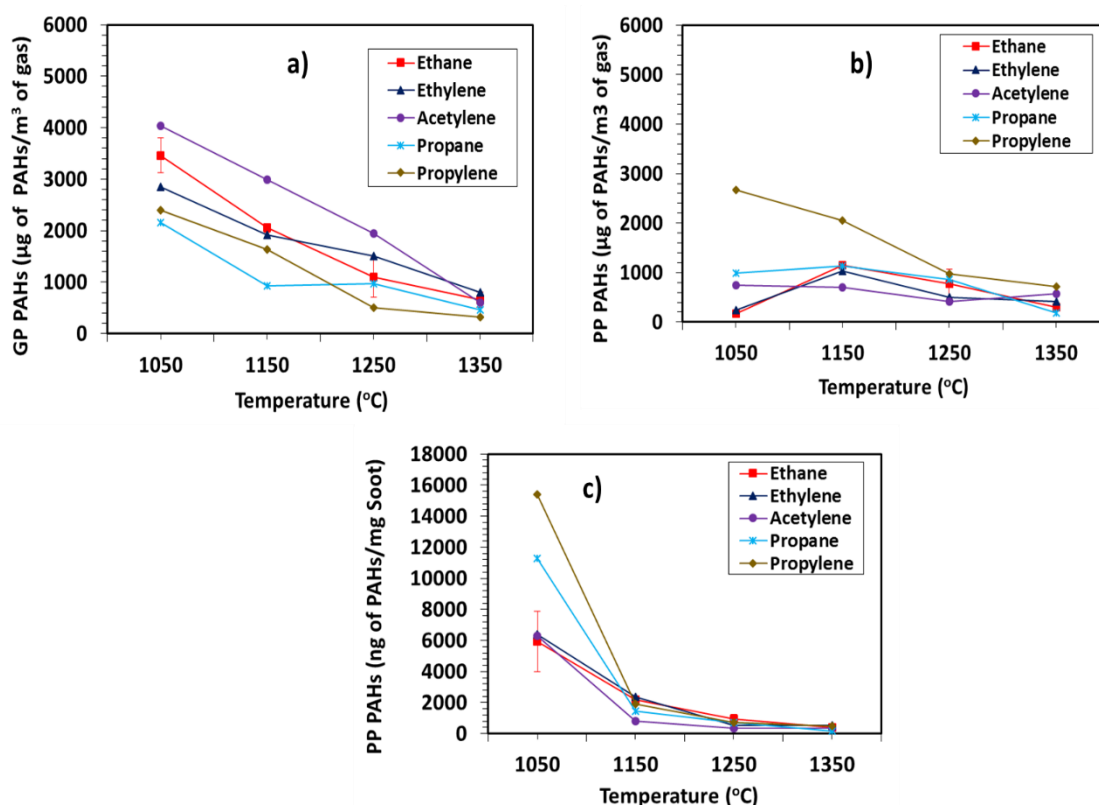 6000
5000
4000
3000
2000
1000
0
GP PAHs (µg of PAHs/m³ of gas)
a)
Ethane
Ethylene
Acetylene
Propane
Propylene
1050 1150 1250 1350
Temperature (ºC)
6000
5000
4000
3000
2000
1000
0
PP PAHs (µg of PAHs/m3 of gas)
b)
Ethane
Ethylene
Acetylene
Propane
Propylene
1050 1150 1250 1350
Temperature (ºC)
18000
16000
14000
12000
10000
8000
6000
4000
2000
0
PP PAHs (ng of PAHs/mg Soot)
c)
Ethane
Ethylene
Acetylene
Propane
Propylene
1050 1150 1250 1350
Temperature (ºC)